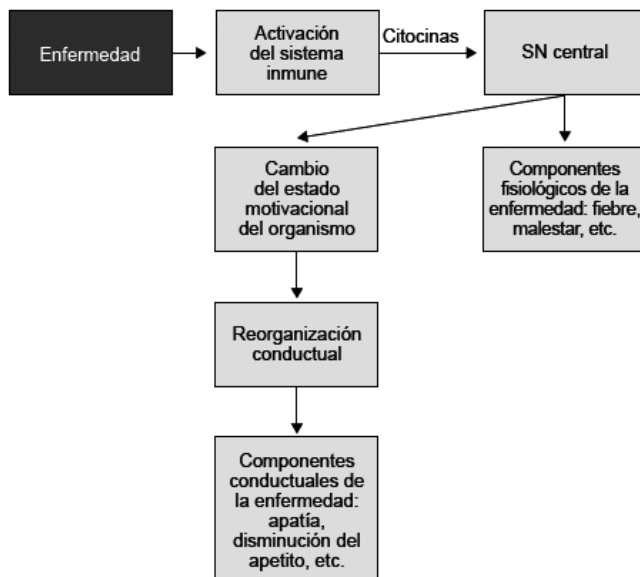 Enfermedad
Activación
del sistema
inmune
Citocinas
SN central
Cambio
del estado
motivacional
del organismo
Componentes
fisiológicos de la
enfermedad: fiebre,
malestar, etc.
Reorganización
conductual
Componentes
conductuales de
la enfermedad:
apatía,
disminución del
apetito, etc.